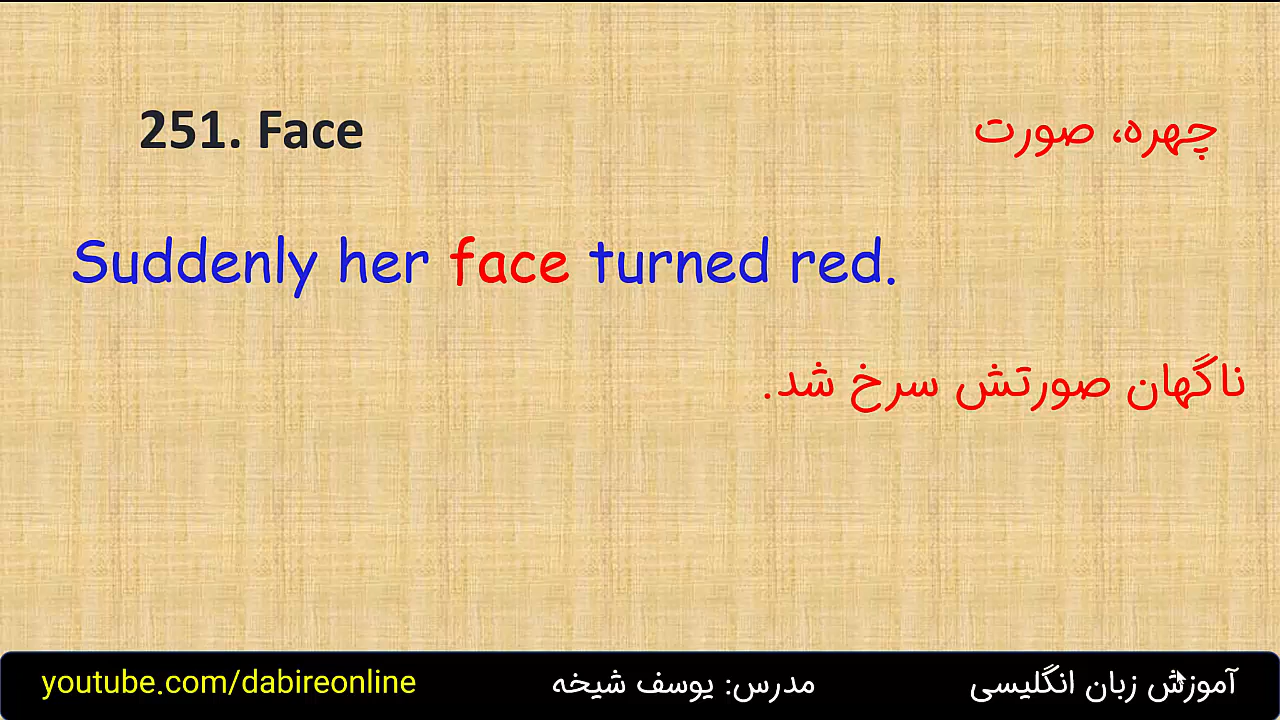 251. Face
چهره، صورت
Suddenly her face turned red.
ناگهان صورتش سرخ شد.
youtube.com/dabireonline
مدرس: یوسف شیخه
آموزش زبان انگلیسی